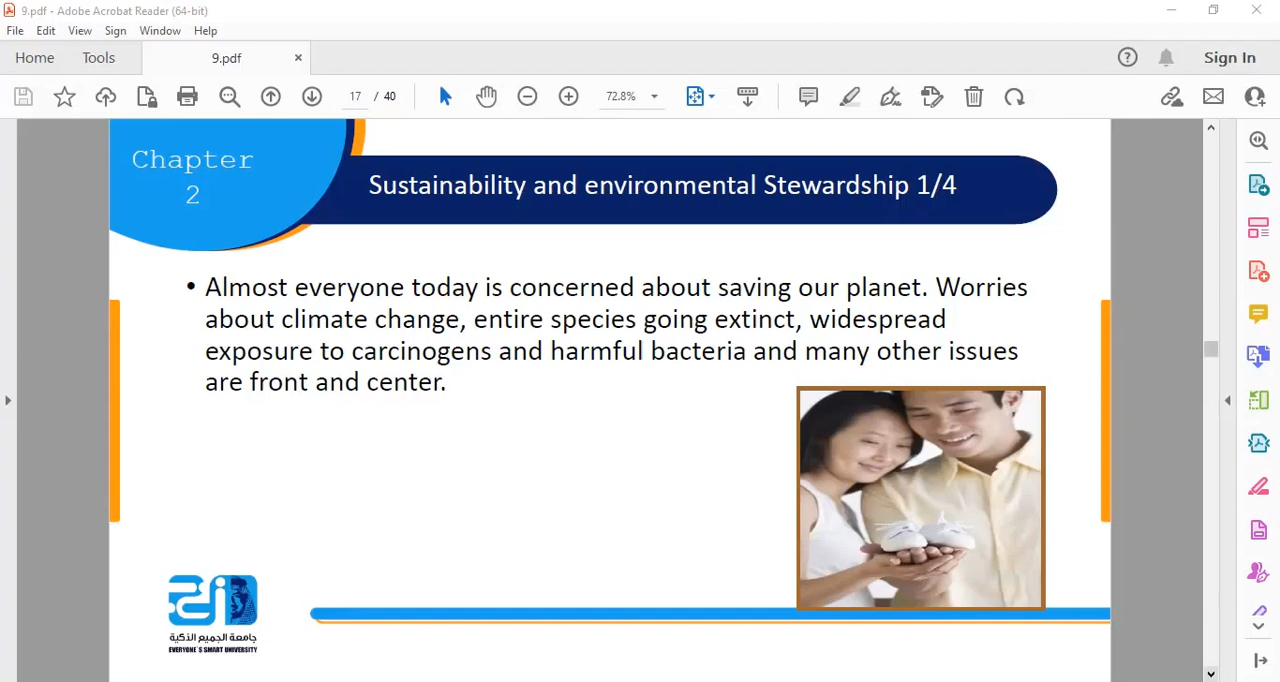 9.pdf - Adobe Acrobat Reader (64-bit)
File Edit View Sign Window Help
Home Tools 9.pdf × Sign In
17 / 40 72.8%
Chapter
2
Sustainability and environmental Stewardship 1/4
• Almost everyone today is concerned about saving our planet. Worries
about climate change, entire species going extinct, widespread
exposure to carcinogens and harmful bacteria and many other issues
are front and center.
جامعة الجميع الذكية
EVERYONE'S SMART UNIVERSITY